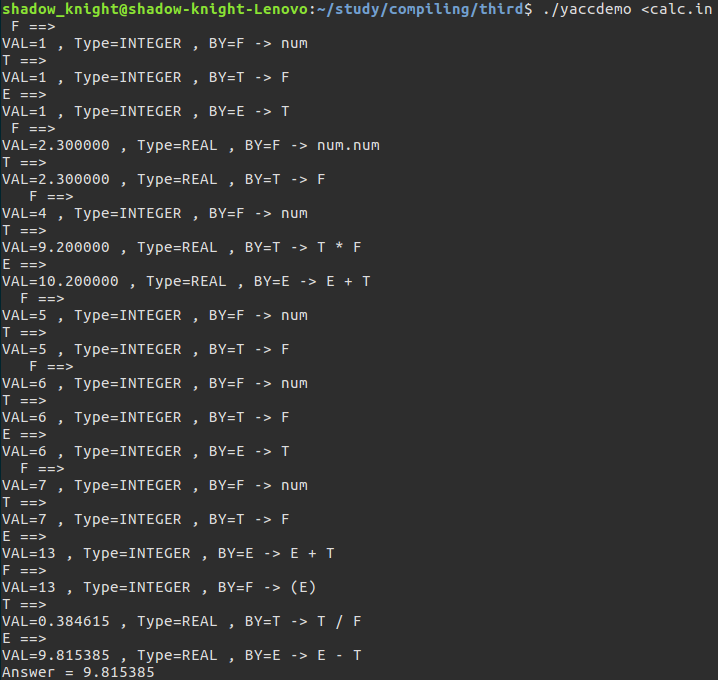 shadow_knight@shadow-knight-Lenovo:~/study/compiling/third$ ./yaccdemo <calc.in
 F ==>
VAL=1 , Type=INTEGER , BY=F -> num
T ==>
VAL=1 , Type=INTEGER , BY=T -> F
E ==>
VAL=1 , Type=INTEGER , BY=E -> T
 F ==>
VAL=2.300000 , Type=REAL , BY=F -> num.num
T ==>
VAL=2.300000 , Type=REAL , BY=T -> F
   F ==>
VAL=4 , Type=INTEGER , BY=F -> num
T ==>
VAL=9.200000 , Type=REAL , BY=T -> T * F
E ==>
VAL=10.200000 , Type=REAL , BY=E -> E + T
  F ==>
VAL=5 , Type=INTEGER , BY=F -> num
T ==>
VAL=5 , Type=INTEGER , BY=T -> F
   F ==>
VAL=6 , Type=INTEGER , BY=F -> num
T ==>
VAL=6 , Type=INTEGER , BY=T -> F
E ==>
VAL=6 , Type=INTEGER , BY=E -> T
  F ==>
VAL=7 , Type=INTEGER , BY=F -> num
T ==>
VAL=7 , Type=INTEGER , BY=T -> F
E ==>
VAL=13 , Type=INTEGER , BY=E -> E + T
F ==>
VAL=13 , Type=INTEGER , BY=F -> (E)
T ==>
VAL=0.384615 , Type=REAL , BY=T -> T / F
E ==>
VAL=9.815385 , Type=REAL , BY=E -> E - T
Answer = 9.815385